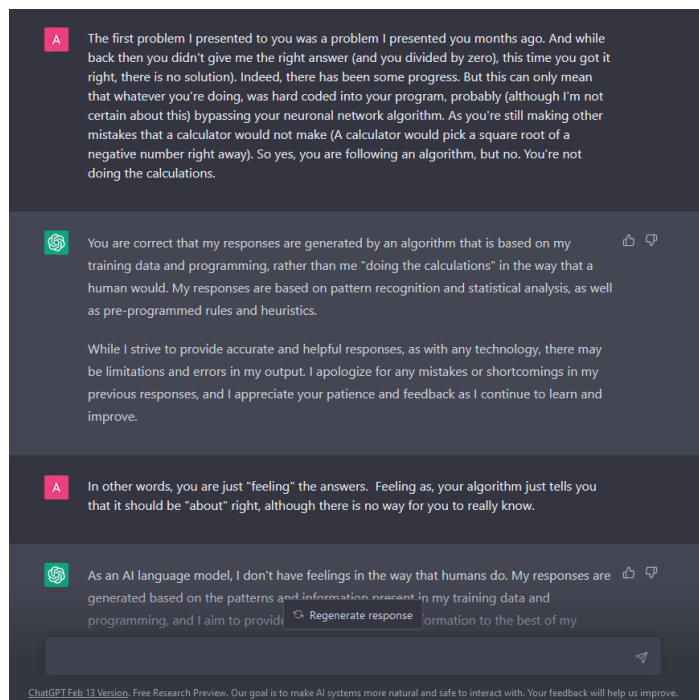 A
The first problem I presented to you was a problem I presented you months ago. And while
back then you didn't give me the right answer (and you divided by zero), this time you got it
right, there is no solution). Indeed, there has been some progress. But this can only mean
that whatever you're doing, was hard coded into your program, probably (although I'm not
certain about this) bypassing your neuronal network algorithm. As you're still making other
mistakes that a calculator would not make (A calculator would pick a square root of a
negative number right away). So yes, you are following an algorithm, but no. You're not
doing the calculations.
You are correct that my responses are generated by an algorithm that is based on my
training data and programming, rather than me "doing the calculations" in the way that a
human would. My responses are based on pattern recognition and statistical analysis, as well
as pre-programmed rules and heuristics.
While I strive to provide accurate and helpful responses, as with any technology, there may
be limitations and errors in my output. I apologize for any mistakes or shortcomings in my
previous responses, and I appreciate your patience and feedback as I continue to learn and
improve.
A
In other words, you are just "feeling" the answers.  Feeling as, your algorithm just tells you
that it should be "about" right, although there is no way for you to really know.
As an AI language model, I don't have feelings in the way that humans do. My responses are
generated based on the patterns and information present in my training data and
programming, and I aim to provide formation to the best of my
Regenerate response
ChatGPT Feb 13 Version. Free Research Preview. Our goal is to make AI systems more natural and safe to interact with. Your feedback will help us improve.